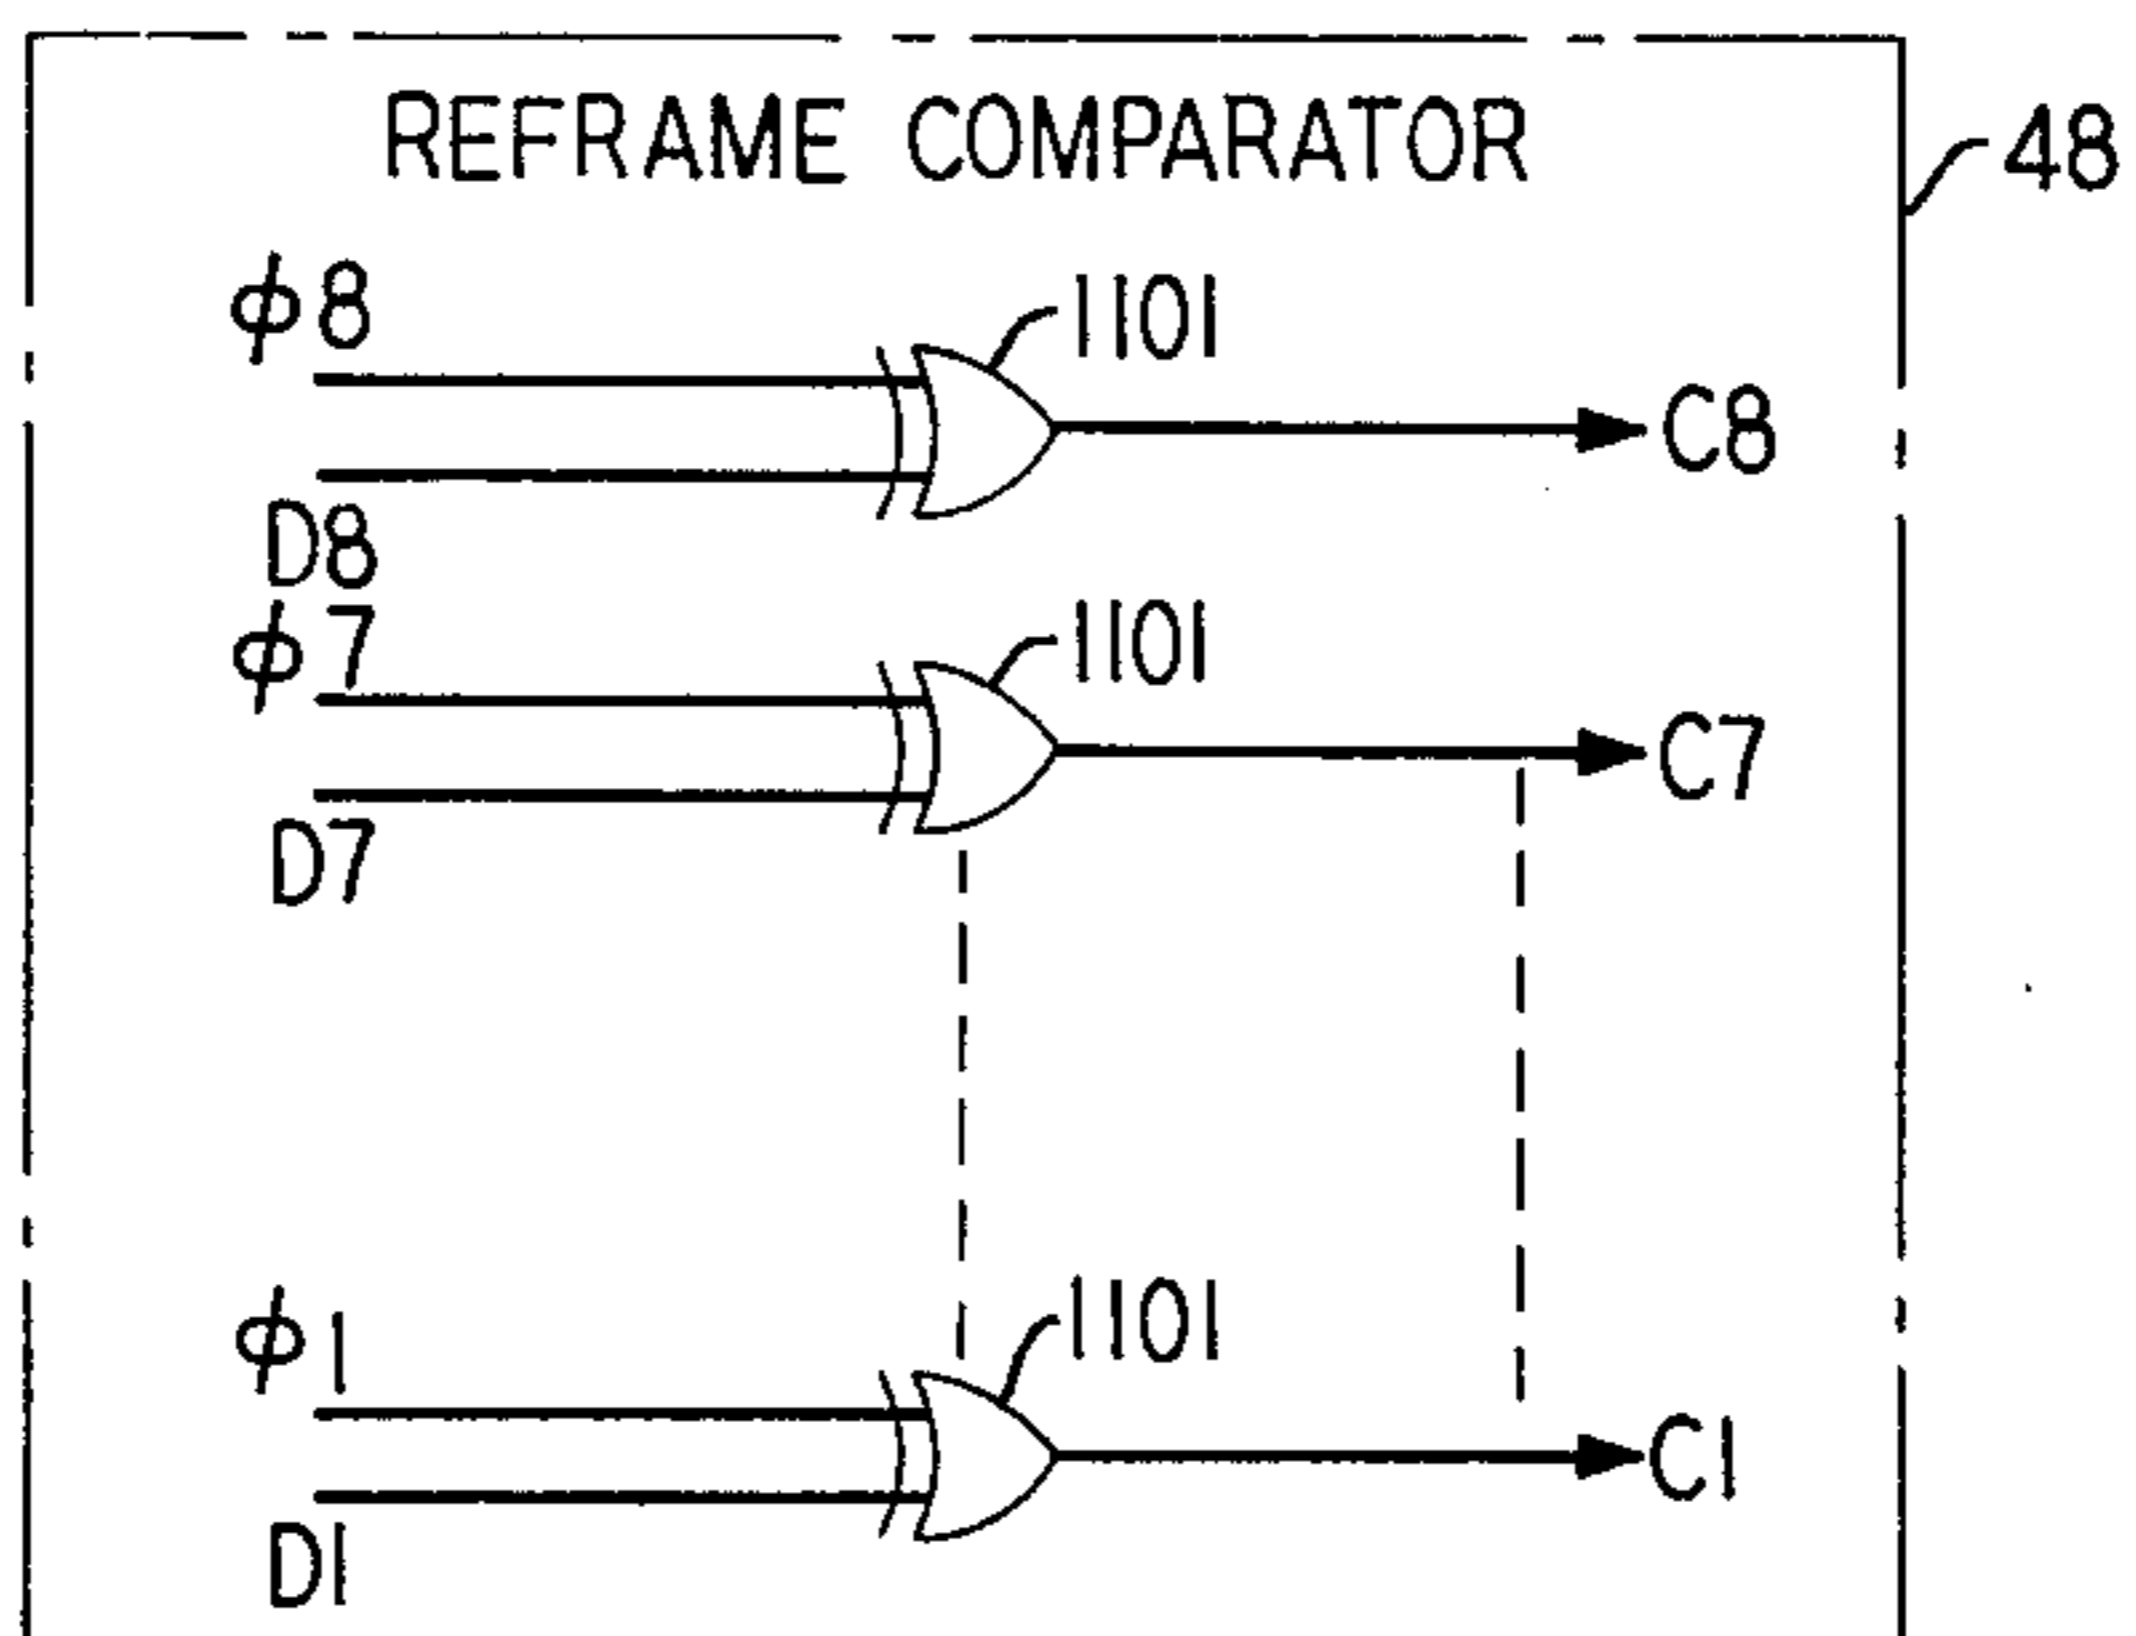 REFRAME COMPARATOR
48
ϕ8
1101
C8
D8
ϕ7
1101
C7
D7
ϕ1
1101
C1
D1